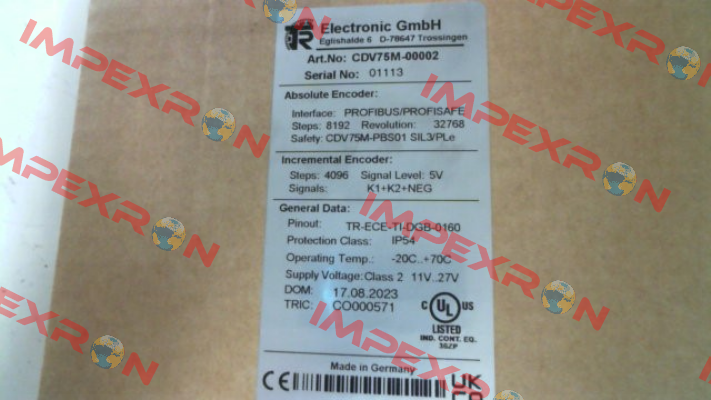 TR Electronic GmbH
Eglishalde 6 D-78647 Trossingen
Art.No: CDV75M-00002
Serial No: 01113
Absolute Encoder:
Interface: PROFIBUS/PROFISAFE
Steps: 8192 Revolution: 32768
Safety: CDV75M-PBS01 SIL3/PLe
Incremental Encoder:
Steps: 4096 Signal Level: 5V
Signals: K1+K2+NEG
General Data:
Pinout: TR-ECE-TI-DGB-0160
Protection Class: IP54
Operating Temp.: -20C..+70C
Supply Voltage: Class 2 11V..27V
DOM: 17.08.2023
TRIC: CO000571
C UL US
LISTED
IND. CONT. EQ.
38ZP
Made in Germany
CE
UK
CA
IMPEXRON
IMPEXRON
IMPEXRON
IMPEXRON
IMPEXRON